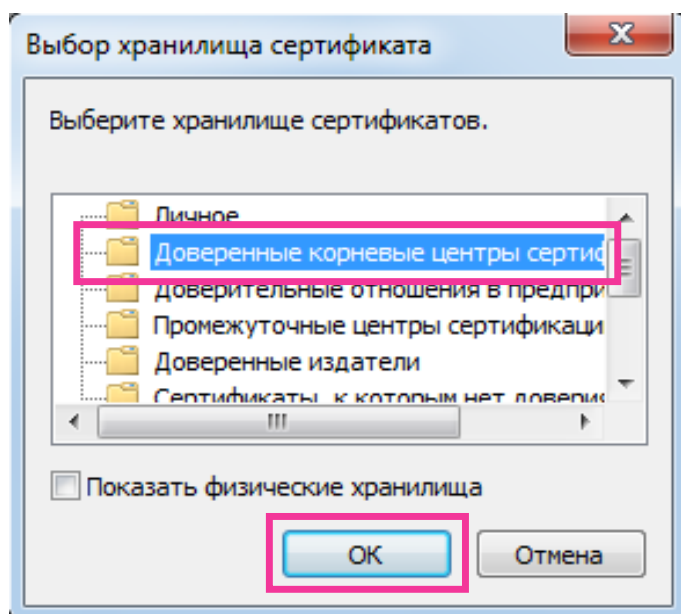 Выбор хранилища сертификата
Выберите хранилище сертификатов.
Личное
Доверенные корневые центры сертиф
Доверительные отношения в предпри
Промежуточные центры сертификаци
Доверенные издатели
Сертификаты, к которым нет доверия
Показать физические хранилища
ОК
Отмена